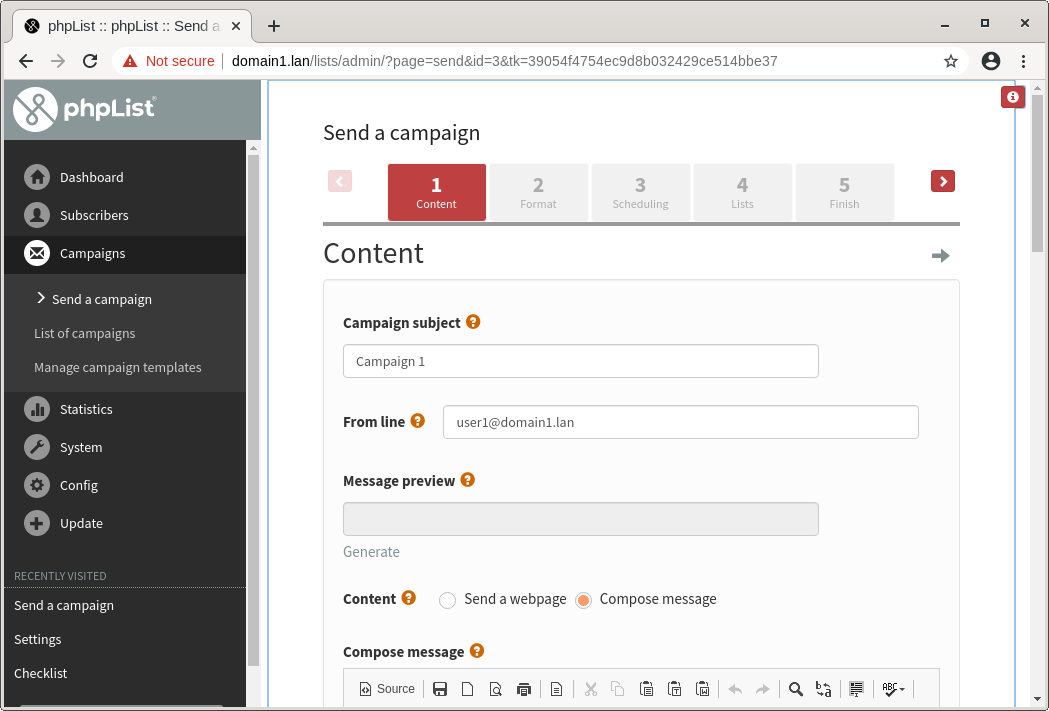 phpList :: phpList :: Send a
Not secure
domain1.lan/lists/admin/?page=send&id=3&tk=39054f4754ec9d8b032429ce514bbe37
phpList
Dashboard
Subscribers
Campaigns
Send a campaign
List of campaigns
Manage campaign templates
Statistics
System
Config
Update
RECENTLY VISITED
Send a campaign
Settings
Checklist
Send a campaign
1
Content
2
Format
3
Scheduling
4
Lists
5
Finish
Content
Campaign subject
Campaign 1
From line
user1@domain1.lan
Message preview
Generate
Content
Send a webpage
Compose message
Compose message
Source